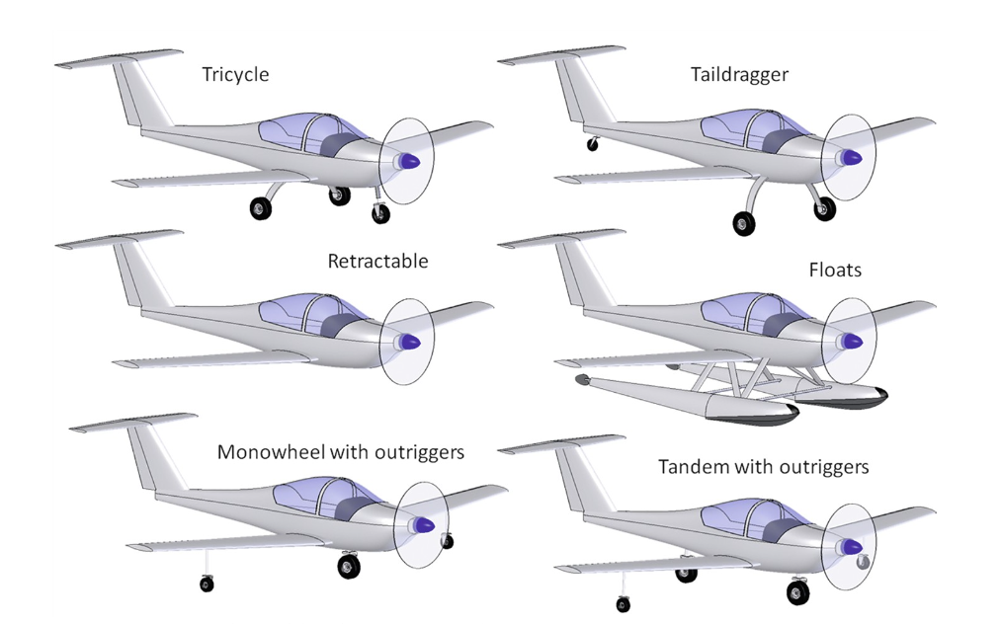 Tricycle
Taildragger
Retractable
Floats
Monowheel with outriggers
Tandem with outriggers